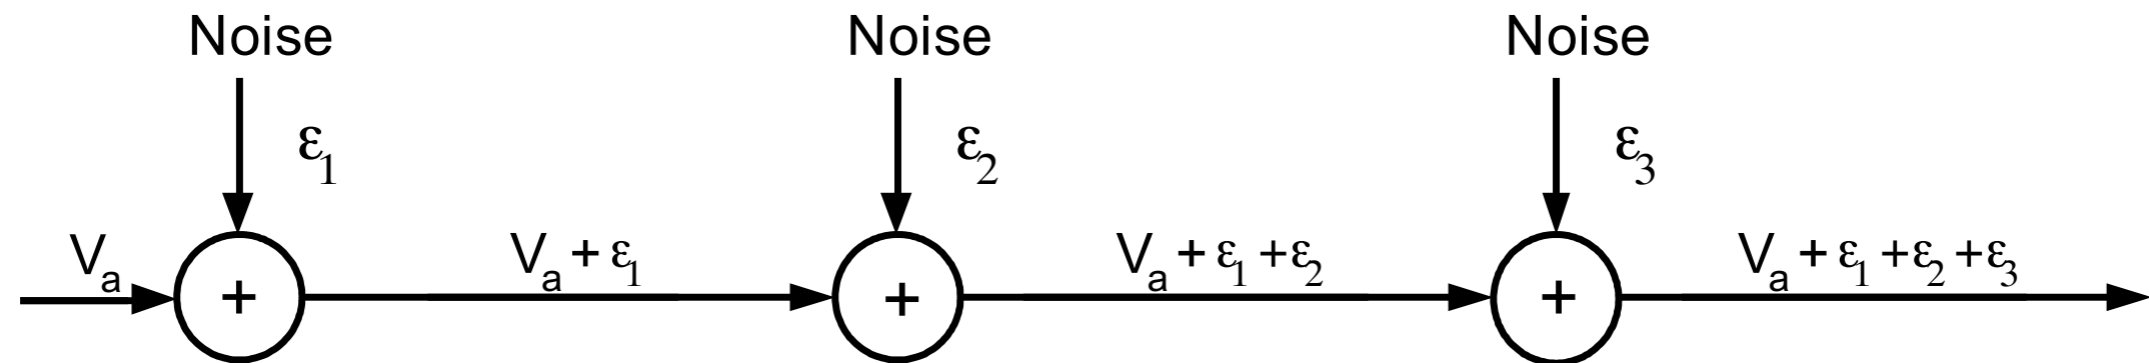 Noise Noise Noise
ε1 ε2 ε3
Va Va + ε1 Va + ε1 +ε2 Va + ε1 +ε2 +ε3
+ + +